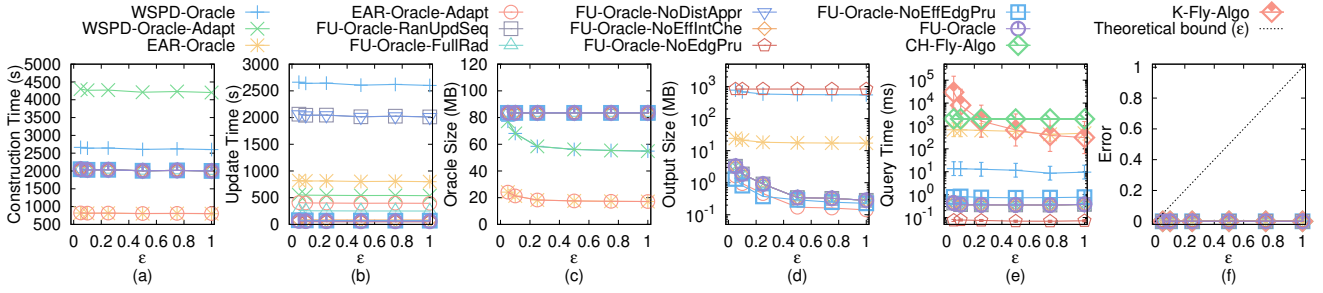 WSPD-Oracle
WSPD-Oracle-Adapt
EAR-Oracle
EAR-Oracle-Adapt
FU-Oracle-RanUpdSeq
FU-Oracle-FullRad
FU-Oracle-NoDistAppr
FU-Oracle-NoEffIntChe
FU-Oracle-NoEdgPru
FU-Oracle-NoEffEdgPru
FU-Oracle
CH-Fly-Algo
K-Fly-Algo
Theoretical bound (ε)
Construction Time (s)
5000
4500
4000
3500
3000
2500
2000
1500
1000
500
0 0.2 0.4 0.6 0.8 1
ε
(a)
Update Time (s)
3000
2500
2000
1500
1000
500
0
0 0.2 0.4 0.6 0.8 1
ε
(b)
Oracle Size (MB)
120
100
80
60
40
20
0
0 0.2 0.4 0.6 0.8 1
ε
(c)
Output Size (MB)
10³
10²
10¹
10⁰
10⁻¹
0 0.2 0.4 0.6 0.8 1
ε
(d)
Query Time (ms)
10⁵
10⁴
10³
10²
10¹
10⁰
10⁻¹
0 0.2 0.4 0.6 0.8 1
ε
(e)
Error
1
0.8
0.6
0.4
0.2
0
0 0.2 0.4 0.6 0.8 1
ε
(f)